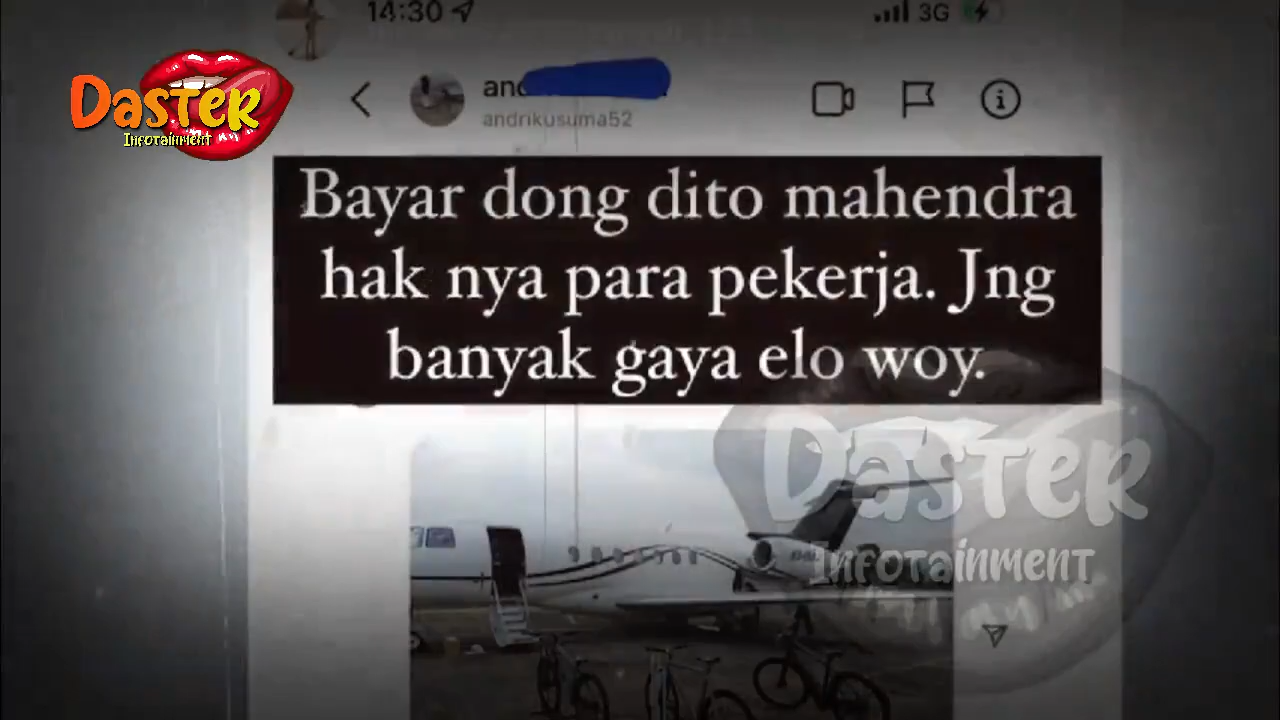 14:30
3G
Daster
Infotainment
and
andrikusuma52
Bayar dong dito mahendra
hak nya para pekerja. Jng
banyak gaya elo woy.
Daster
Infotainment